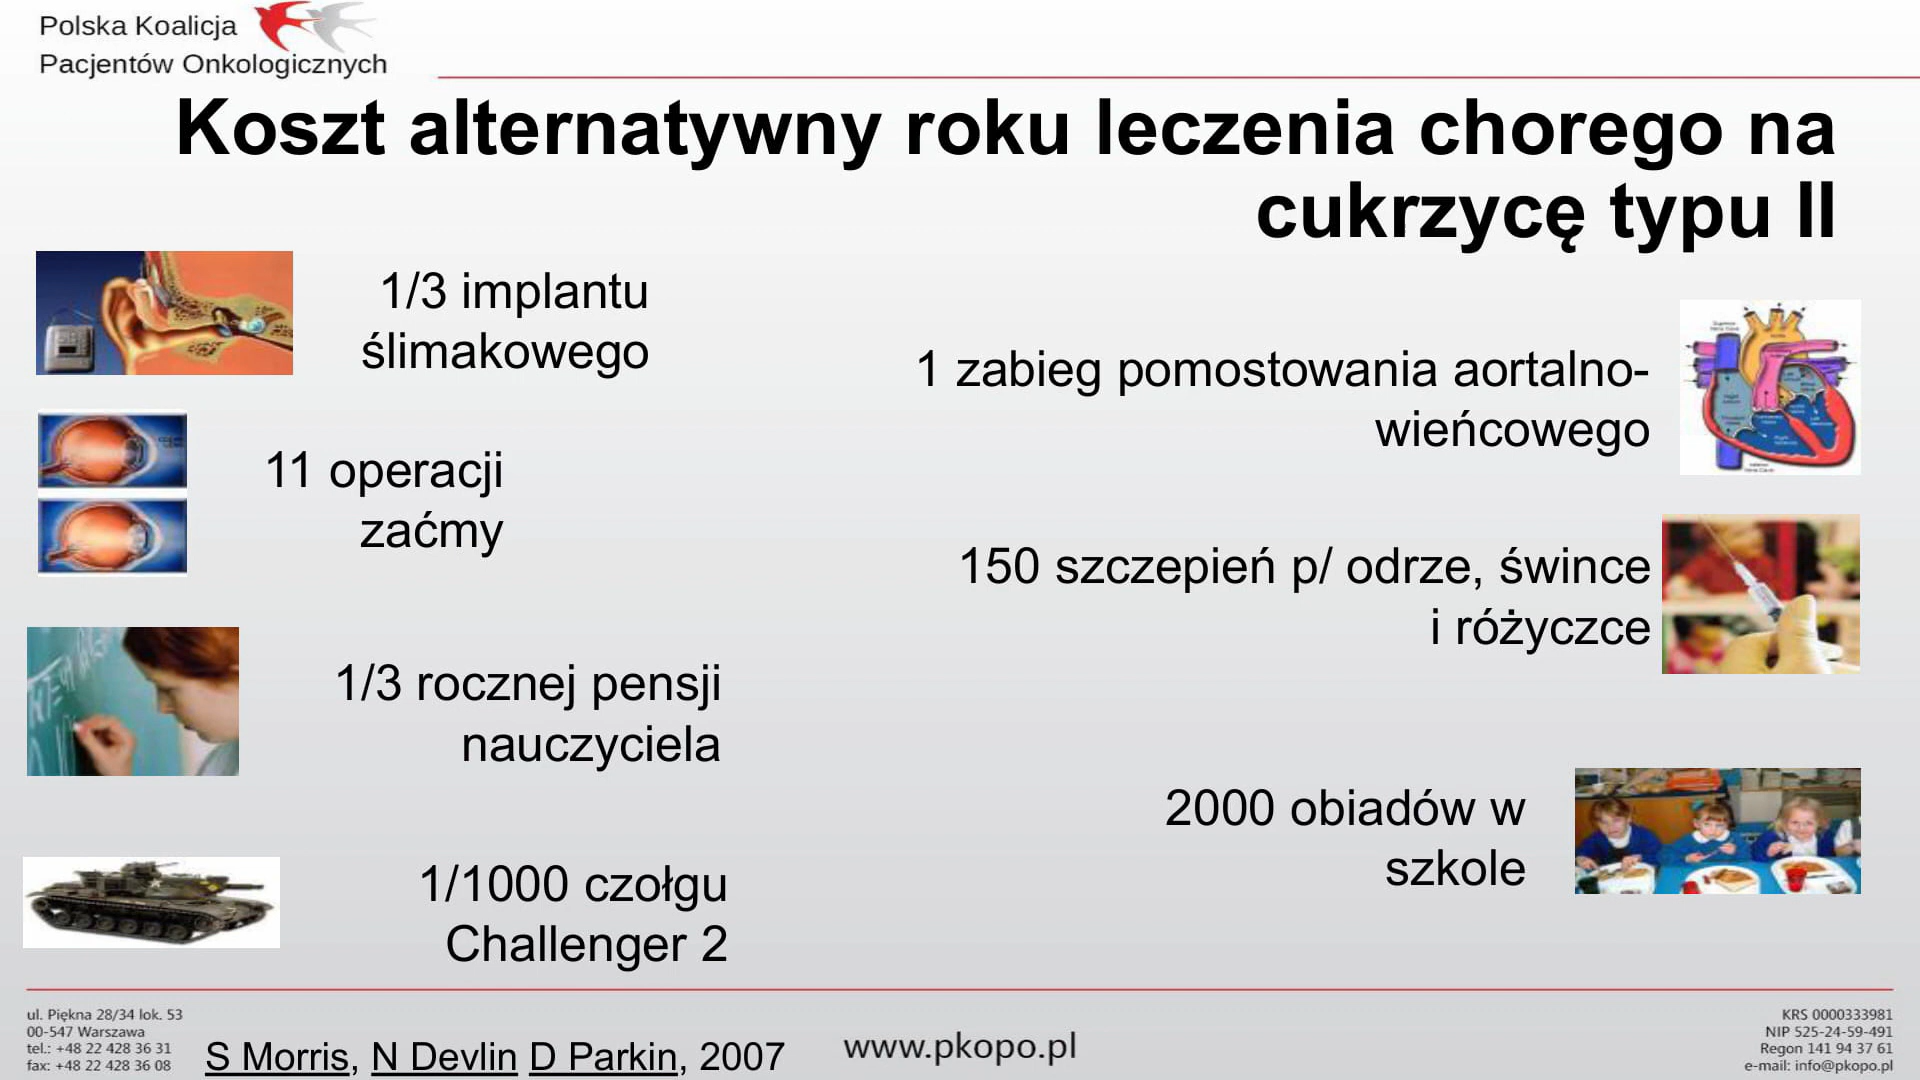 Polska Koalicja
Pacjentów Onkologicznych
Koszt alternatywny roku leczenia chorego na
cukrzycę typu II
1/3 implantu
ślimakowego
11 operacji
zaćmy
1/3 rocznej pensji
nauczyciela
1/1000 czołgu
Challenger 2
1 zabieg pomostowania aortalno-
wieńcowego
150 szczepień p/ odrze, śwince
i różyczce
2000 obiadów w
szkole
ul. Piękna 28/34 lok. 53
00-547 Warszawa
tel.: +48 22 428 36 31
fax: +48 22 428 36 08
S Morris, N Devlin D Parkin, 2007
www.pkopo.pl
KRS 0000333981
NIP 525-24-59-491
Regon 141 94 37 61
e-mail: info@pkopo.pl